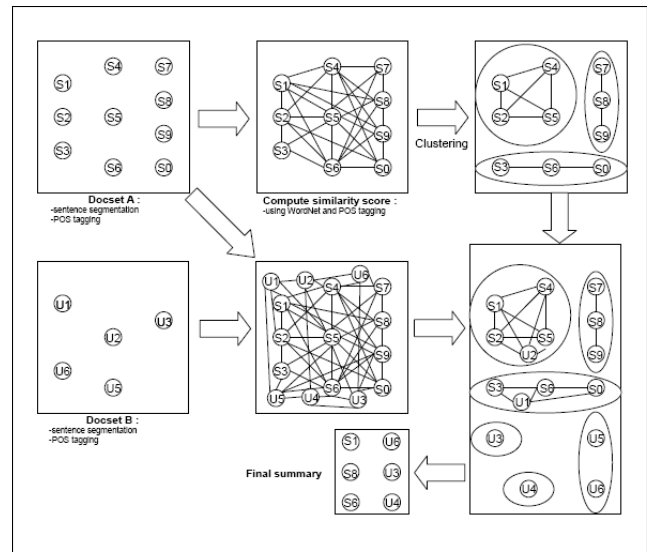 S4 S7
S1
S8
S2 S5
S9
S3
S6 S0
Docset A :
-sentence segmentation
-POS tagging
S4 S7
S1
S8
S2 S5
S9
S3
S6 S0
Compute similarity score :
-using WordNet and POS tagging
Clustering
S4 S7
S1
S8
S2 S5
S9
S3 S6 S0
U1
U3
U2
U6
U5
Docset B :
-sentence segmentation
-POS tagging
U1 U2 U6
S4 S7
S1
S8
S2 S5
S9
S3
S6 S0
U5 U4 U3
S4 S7
S1
S8
S2 S5
U2 S9
S3 S6 S0
U1
U3 U5
U4 U6
Final summary
S1 U6
S8 U3
S6 U4